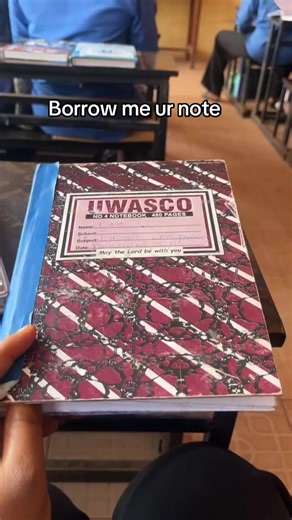 Borrow me ur note
UWASCO
NO.4 NOTEBOOK 480 PAGES
Name:
School:
Subject:
Date:
May the Lord be with you